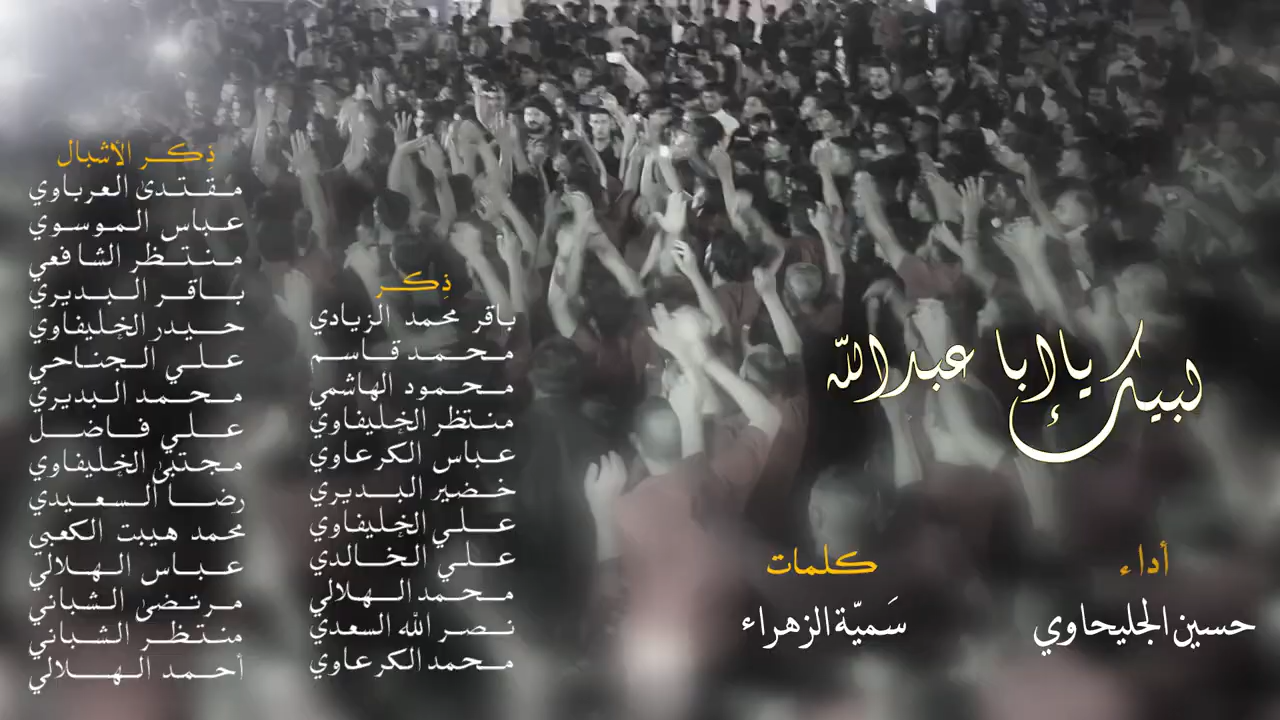 لبيك يا إبا عبدالله
أداء
حسين الجليحاوي
كلمات
سَميّة الزهراء
ذِكر
باقر محمد الزيادي
محمد قاسم
محمود الهاشمي
منتظر الخليفاوي
عباس الكرعاوي
خضير البديري
علي الخليفاوي
علي الخالدي
محمد الهلالي
نصر الله السعدي
محمد الكرعاوي
ذِكر الأشبال
مقتدى العرباوي
عباس الموسوي
منتظر الشافعي
باقر البديري
حيدر الخليفاوي
علي الجناحي
محمد البديري
علي فاضل
مجتبى الخليفاوي
رضا السعيدي
محمد هيبت الكعبي
عباس الهلالي
مرتضى الشباني
منتظر الشباني
أحمد الهلالي